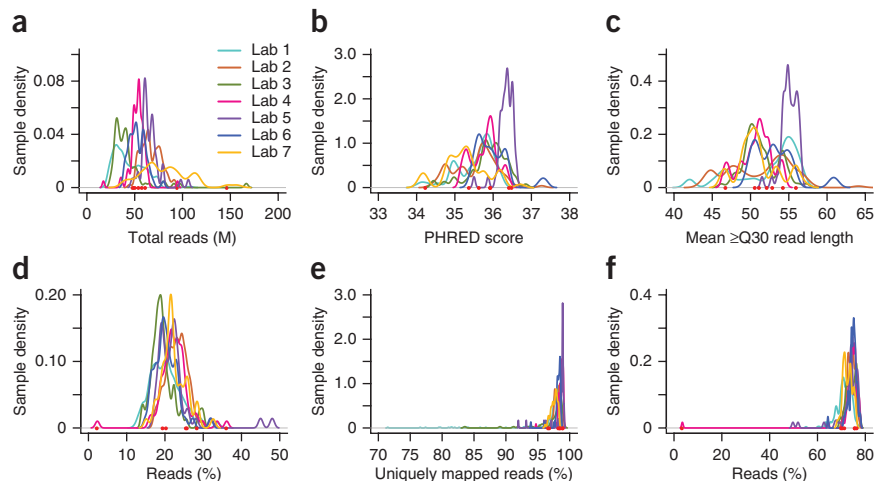 a
Sample density
0.08
0.04
0
0
50
100
150
200
Total reads (M)
Lab 1
Lab 2
Lab 3
Lab 4
Lab 5
Lab 6
Lab 7
b
Sample density
3.0
2.0
1.0
0
33
34
35
36
37
38
PHRED score
c
Sample density
0.4
0.2
0
40
45
50
55
60
65
Mean ≥Q30 read length
d
Sample density
0.20
0.10
0
0
10
20
30
40
50
Reads (%)
e
Sample density
3.0
2.0
1.0
0
70
75
80
85
90
95
100
Uniquely mapped reads (%)
f
Sample density
0.4
0.2
0
0
20
40
60
80
Reads (%)